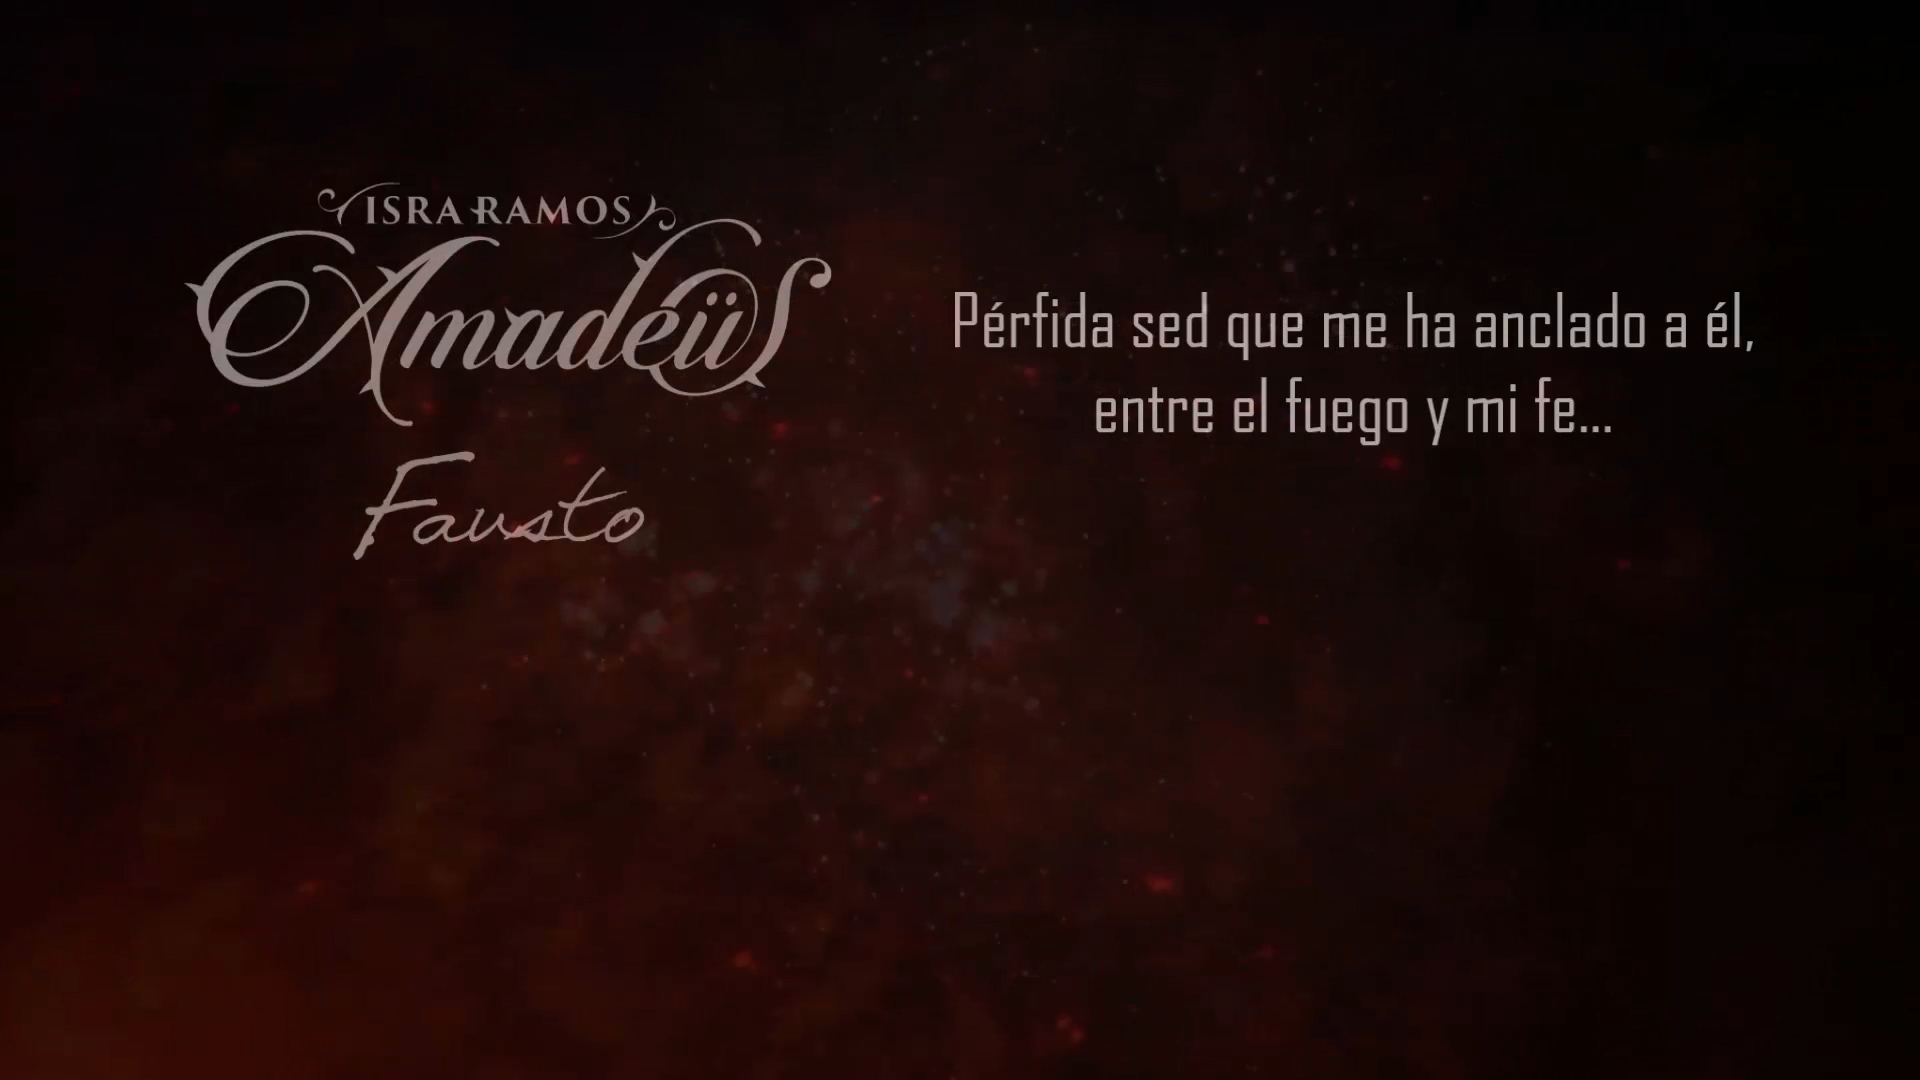 ISRA RAMOS
Amadeüs
Fausto
Pérfida sed que me ha anclado a él,
entre el fuego y mi fe...